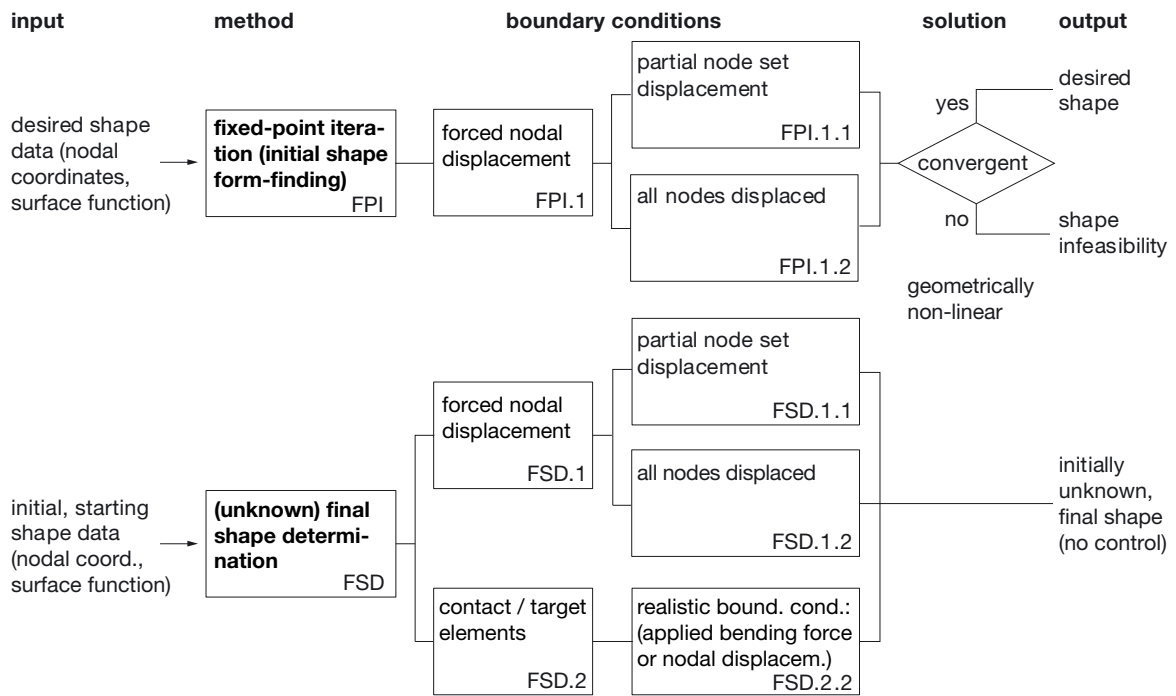 input
method
boundary conditions
solution
output
desired shape
data (nodal
coordinates,
surface function)
fixed-point itera-
tion (initial shape
form-finding)
FPI
forced nodal
displacement
FPI.1
partial node set
displacement
FPI.1.1
all nodes displaced
FPI.1.2
yes
convergent
no
desired
shape
shape
infeasibility
geometrically
non-linear
initial, starting
shape data
(nodal coord.,
surface function)
(unknown) final
shape determi-
nation
FSD
forced nodal
displacement
FSD.1
partial node set
displacement
FSD.1.1
all nodes displaced
FSD.1.2
contact / target
elements
FSD.2
realistic bound. cond.:
(applied bending force
or nodal displacem.)
FSD.2.2
initially
unknown,
final shape
(no control)